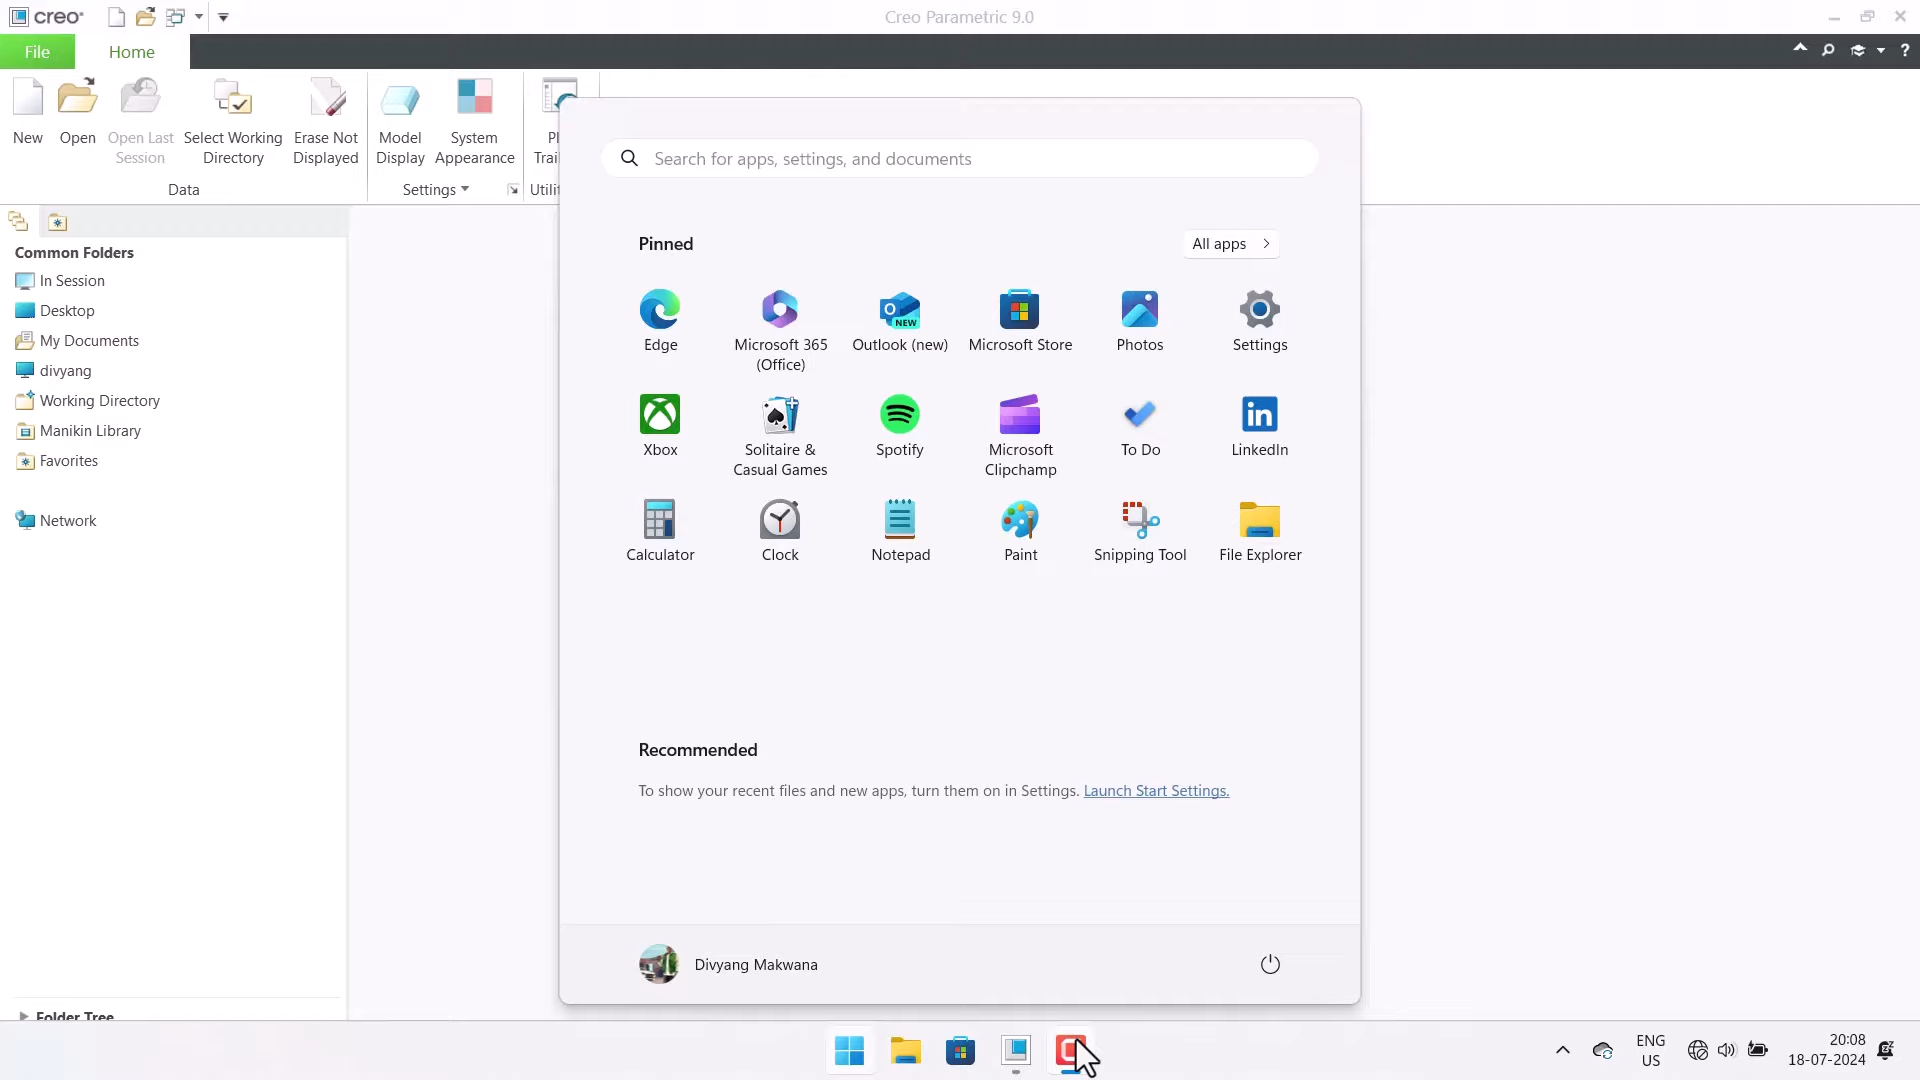 creo
Creo Parametric 9.0
File
Home
?
New
Open
Open Last
Session
Select Working
Directory
Erase Not
Displayed
Model
Display
System
Appearance
Data
Settings
Common Folders
In Session
Desktop
My Documents
divyang
Working Directory
Manikin Library
Favorites
Network
Folder Tree
Search for apps, settings, and documents
Pinned
All apps
Edge
Microsoft 365
(Office)
NEW
Outlook (new)
Microsoft Store
Photos
Settings
Xbox
Solitaire &
Casual Games
Spotify
Microsoft
Clipchamp
To Do
in
LinkedIn
Calculator
Clock
Notepad
Paint
Snipping Tool
File Explorer
Recommended
To show your recent files and new apps, turn them on in Settings. Launch Start Settings.
Divyang Makwana
ENG
US
20:08
18-07-2024